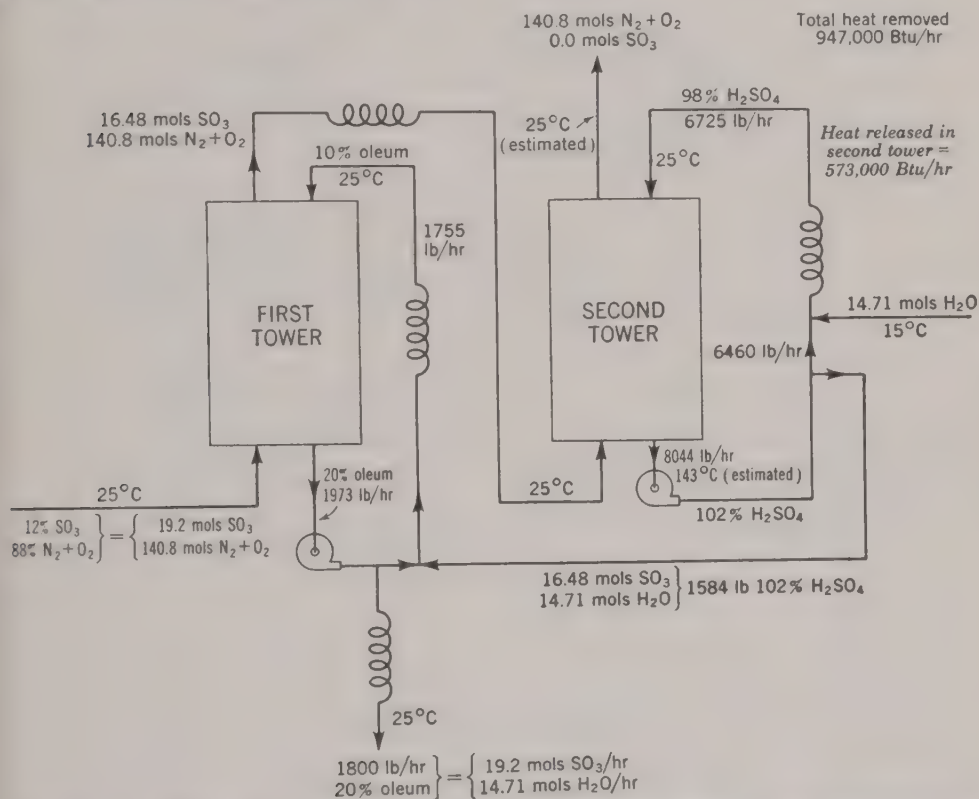 140.8 mols N₂ + O₂
0.0 mols SO₃
Total heat removed
947,000 Btu/hr
16.48 mols SO₃
140.8 mols N₂ + O₂
10% oleum
25°C
25°C
(estimated)
98% H₂SO₄
6725 lb/hr
25°C
Heat released in
second tower =
573,000 Btu/hr
1755
lb/hr
FIRST
TOWER
SECOND
TOWER
14.71 mols H₂O
15°C
6460 lb/hr
20% oleum
1973 lb/hr
8044 lb/hr
143°C (estimated)
25°C
25°C
102% H₂SO₄
12% SO₃ } = { 19.2 mols SO₃
88% N₂ + O₂ } = { 140.8 mols N₂ + O₂
16.48 mols SO₃ } 1584 lb 102% H₂SO₄
14.71 mols H₂O
25°C
1800 lb/hr } = { 19.2 mols SO₃/hr
20% oleum } = { 14.71 mols H₂O/hr